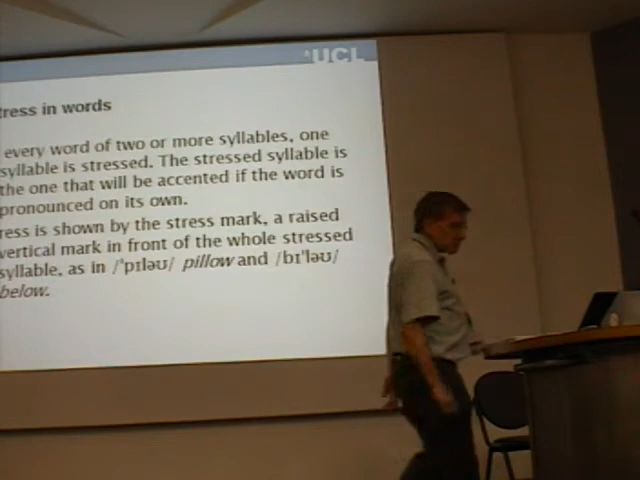 UCL
tress in words
every word of two or more syllables, one
syllable is stressed. The stressed syllable is
the one that will be accented if the word is
pronounced on its own.
ress is shown by the stress mark, a raised
vertical mark in front of the whole stressed
syllable, as in /ˈpɪləʊ/ pillow and /bɪˈləʊ/
below.